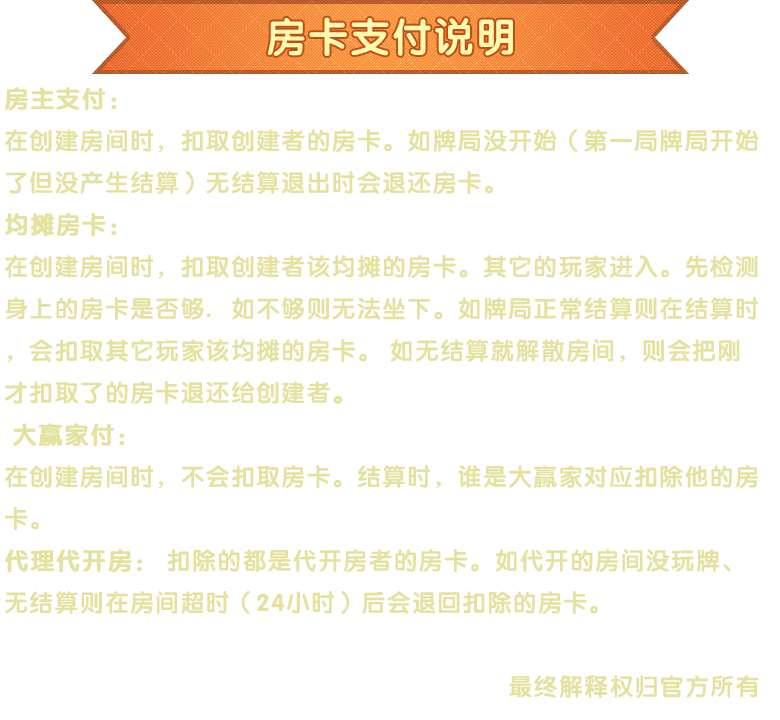 房卡支付说明
房主支付：
在创建房间时，扣取创建者的房卡。如牌局没开始（第一局牌局开始
了但没产生结算）无结算退出时会退还房卡。
均摊房卡：
在创建房间时，扣取创建者该均摊的房卡。其它的玩家进入。先检测
身上的房卡是否够．如不够则无法坐下。如牌局正常结算则在结算时
，会扣取其它玩家该均摊的房卡。 如无结算就解散房间，则会把刚
才扣取了的房卡退还给创建者。
大赢家付：
在创建房间时，不会扣取房卡。结算时，谁是大赢家对应扣除他的房
卡。
代理代开房： 扣除的都是代开房者的房卡。如代开的房间没玩牌、
无结算则在房间超时（24小时）后会退回扣除的房卡。
最终解释权归官方所有